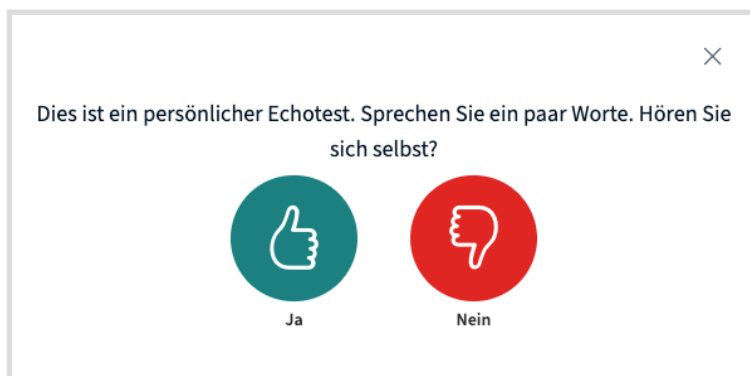 Dies ist ein persönlicher Echotest. Sprechen Sie ein paar Worte. Hören Sie
sich selbst?
Ja
Nein